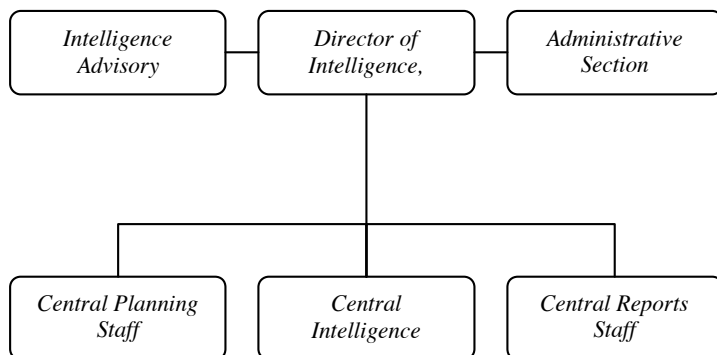 Intelligence
Advisory
Director of
Intelligence,
Administrative
Section
Central Planning
Staff
Central
Intelligence
Central Reports
Staff